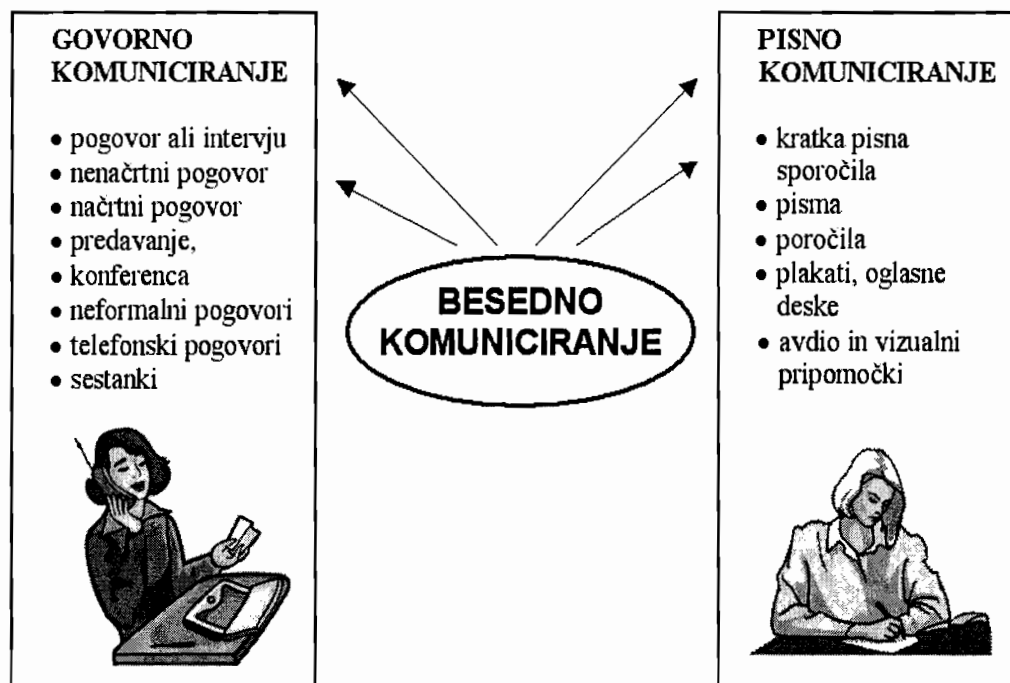 GOVORNO
KOMUNICIRANJE
• pogovor ali intervju
• nenačrtni pogovor
• načrtni pogovor
• predavanje,
• konferenca
• neformalni pogovori
• telefonski pogovori
• sestanki
BESEDNO
KOMUNICIRANJE
PISNO
KOMUNICIRANJE
• kratka pisna
sporočila
• pisma
• poročila
• plakati, oglasne
deske
• avdio in vizualni
pripomočki